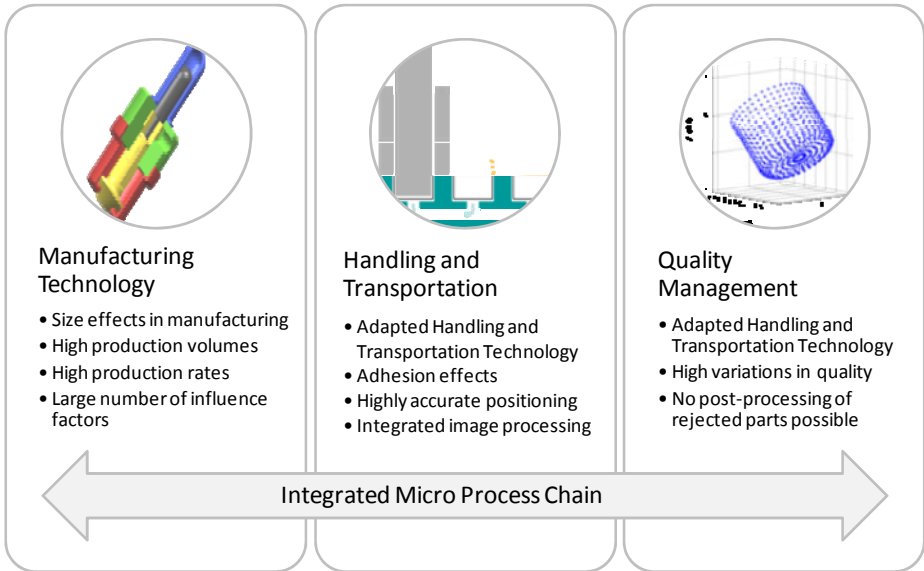 Manufacturing
Technology
• Size effects in manufacturing
• High production volumes
• High production rates
• Large number of influence
factors
Handling and
Transportation
• Adapted Handling and
Transportation Technology
• Adhesion effects
• Highly accurate positioning
• Integrated image processing
Quality
Management
• Adapted Handling and
Transportation Technology
• High variations in quality
• No post-processing of
rejected parts possible
Integrated Micro Process Chain